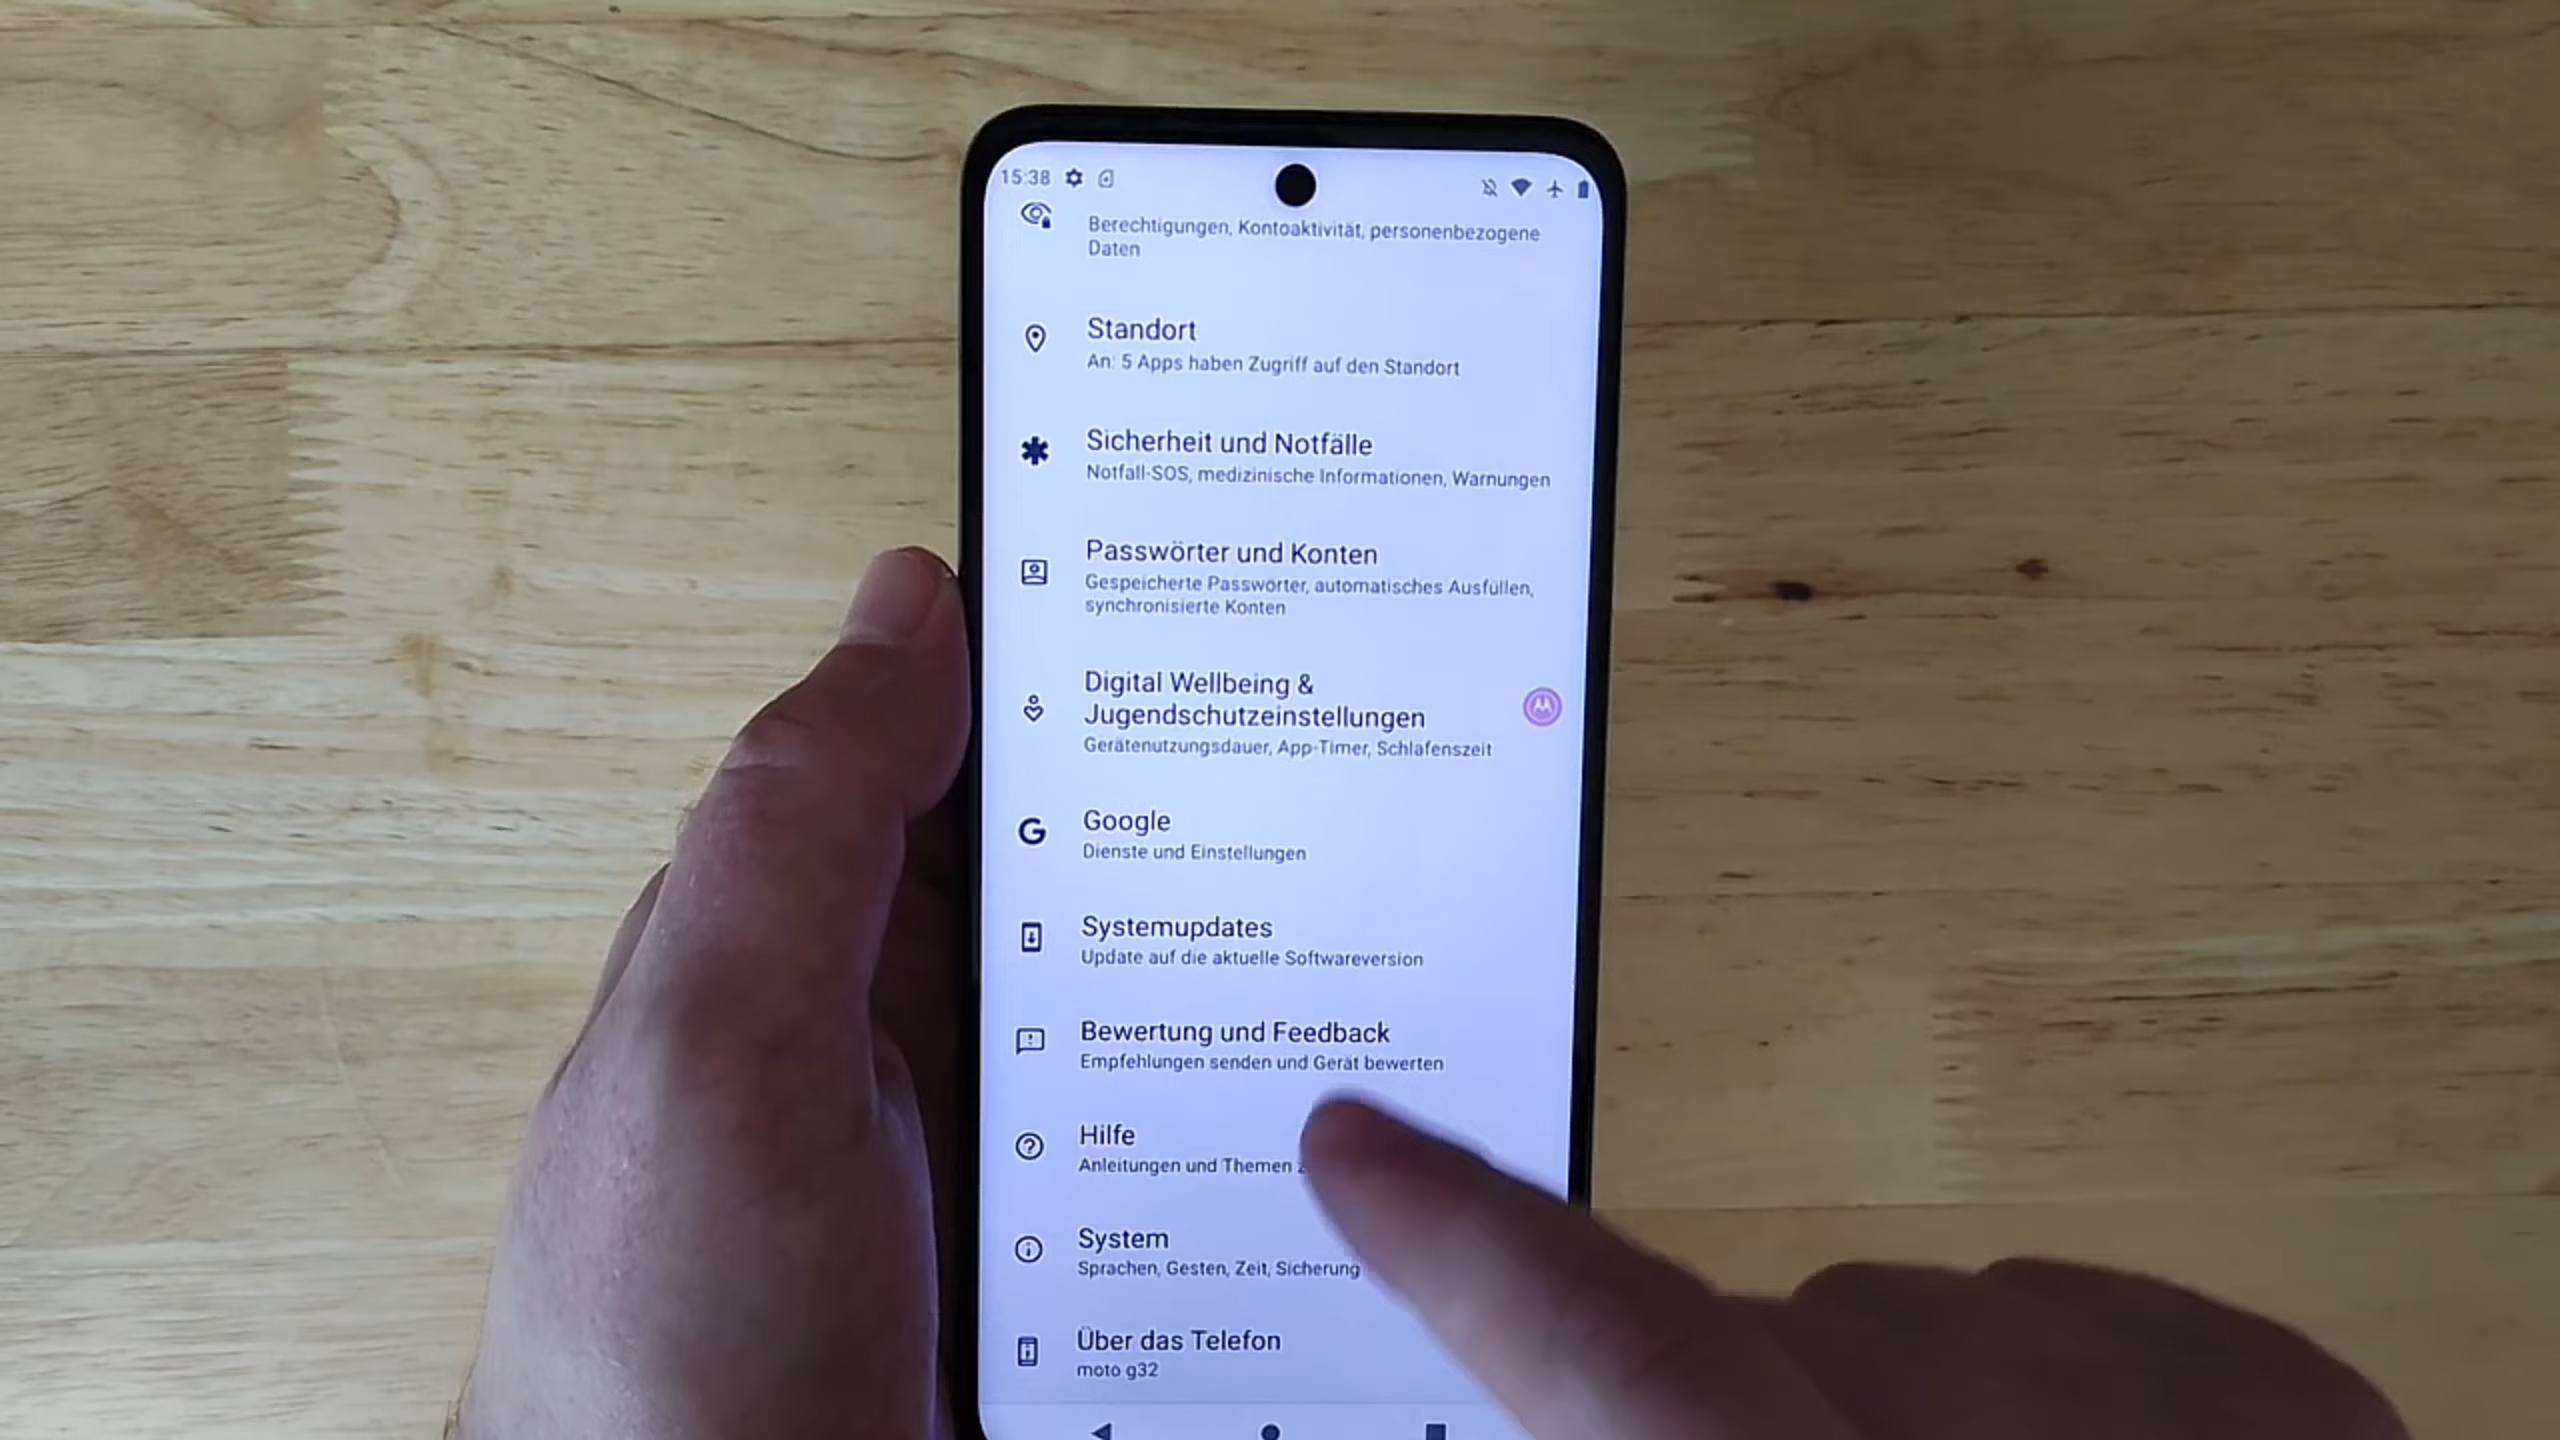 15:38
Berechtigungen, Kontoaktivität, personenbezogene
Daten
Standort
An: 5 Apps haben Zugriff auf den Standort
Sicherheit und Notfälle
Notfall-SOS, medizinische Informationen, Warnungen
Passwörter und Konten
Gespeicherte Passwörter, automatisches Ausfüllen,
synchronisierte Konten
Digital Wellbeing &
Jugendschutzeinstellungen
Gerätenutzungsdauer, App-Timer, Schlafenszeit
Google
Dienste und Einstellungen
Systemupdates
Update auf die aktuelle Softwareversion
Bewertung und Feedback
Empfehlungen senden und Gerät bewerten
Hilfe
Anleitungen und Themen
System
Sprachen, Gesten, Zeit, Sicherung
Über das Telefon
moto g32